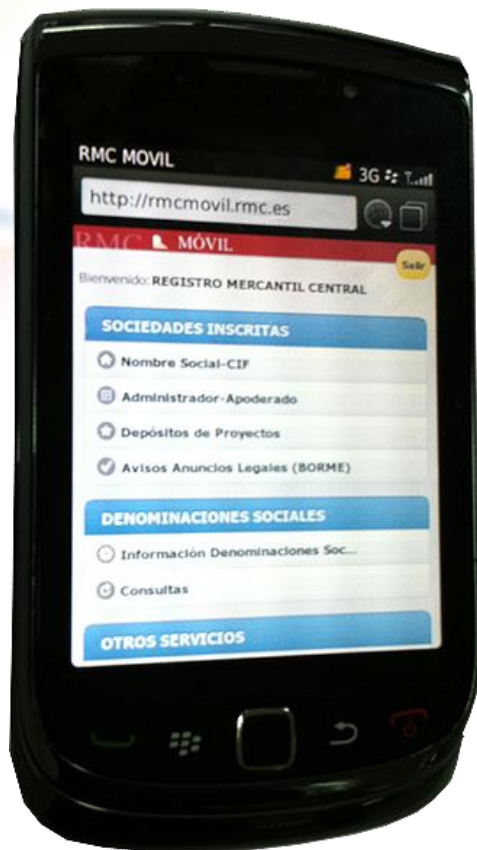 RMC MOVIL
3G
http://rmcmovil.rmc.es
RMC MÓVIL
Salir
Bienvenido: REGISTRO MERCANTIL CENTRAL
SOCIEDADES INSCRITAS
Nombre Social-CIF
Administrador-Apoderado
Depósitos de Proyectos
Avisos Anuncios Legales (BORME)
DENOMINACIONES SOCIALES
Información Denominaciones Soc...
Consultas
OTROS SERVICIOS